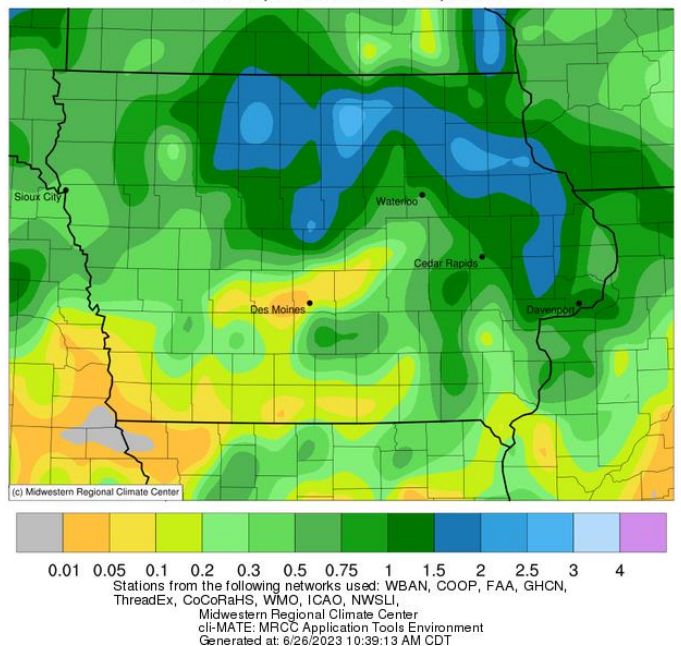 Sioux City
Waterloo
Cedar Rapids
Des Moines
Davenport
(c) Midwestern Regional Climate Center
0.01 0.05 0.1 0.2 0.3 0.5 0.75 1 1.5 2 2.5 3 4
Stations from the following networks used: WBAN, COOP, FAA, GHCN,
ThreadEx, CoCoRaHS, WMO, ICAO, NWSLI,
Midwestern Regional Climate Center
cli-MATE: MRCC Application Tools Environment
Generated at: 6/26/2023 10:39:13 AM CDT